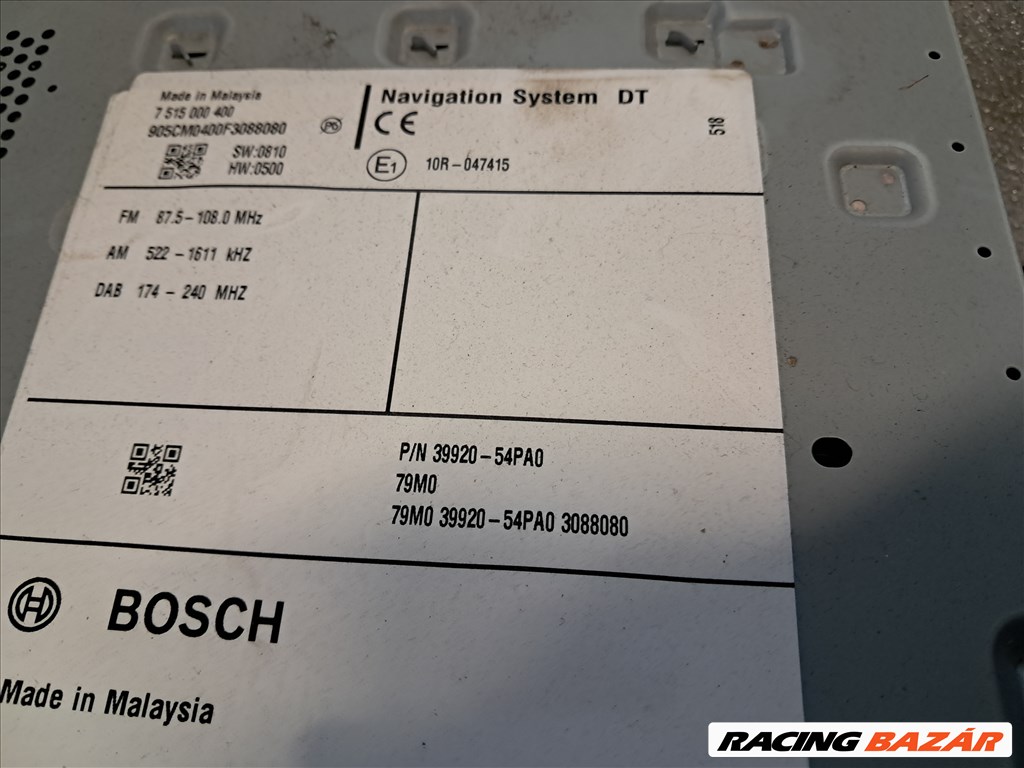 Made in Malaysia
7 515 000 400
905CM0400F3088080
P6
SW:0810
HW:0500
Navigation System DT
CE
518
E1
10R-047415
FM 87.5-108.0 MHz
AM 522-1611 kHZ
DAB 174-240 MHZ
P/N 39920-54PA0
79M0
79M0 39920-54PA0 3088080
BOSCH
Made in Malaysia
RACING BAZÁR